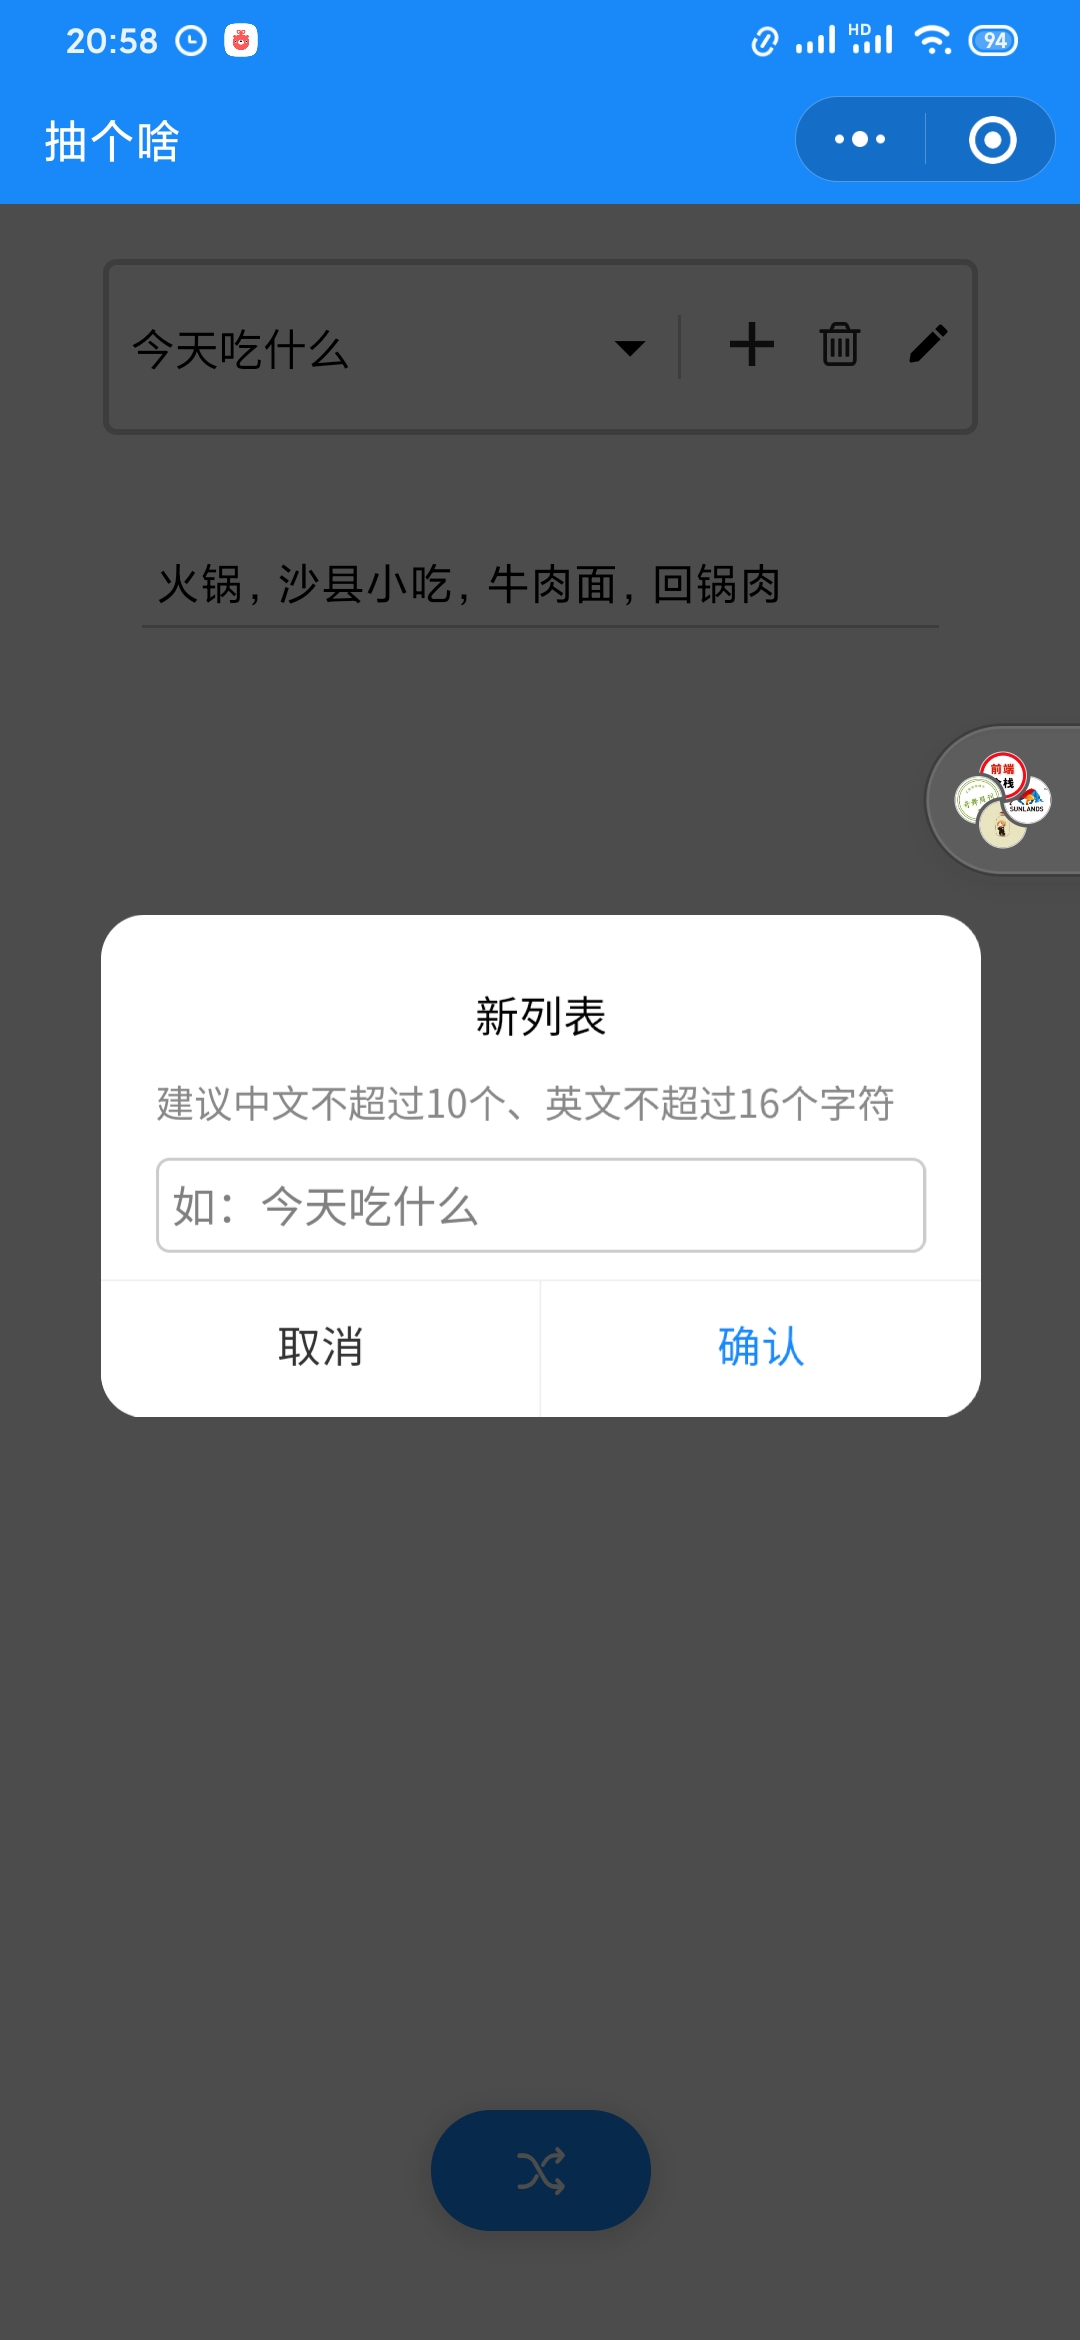 20:58
HD
94
抽个啥
今天吃什么
火锅, 沙县小吃, 牛肉面, 回锅肉
前端
栈
SUNLANDS
新列表
建议中文不超过10个、英文不超过16个字符
如：今天吃什么
取消
确认